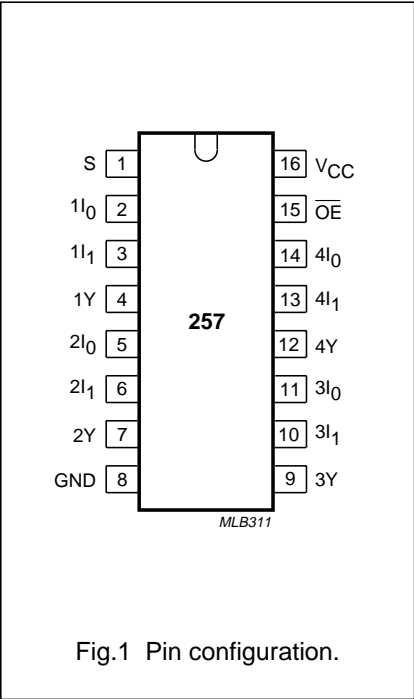 S 1 16 VCC
1I0 2 15 O̅E̅
1I1 3 14 4I0
1Y 4 13 4I1
257
2I0 5 12 4Y
2I1 6 11 3I0
2Y 7 10 3I1
GND 8 9 3Y
MLB311
Fig.1 Pin configuration.